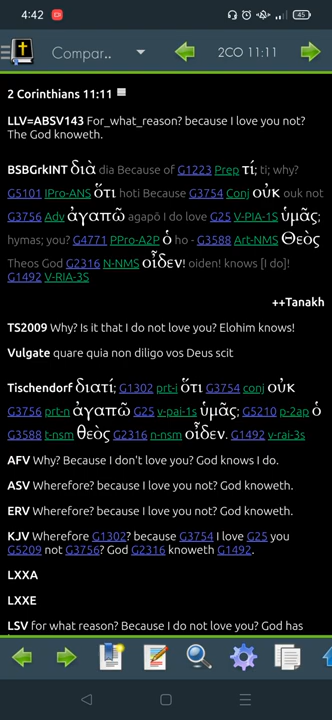 4:42
45
Compar..
2CO 11:11
2 Corinthians 11:11
LLV=ABSV143 For_what_reason? because I love you not?
The God knoweth.
BSBGrkINT διὰ dia Because of G1223 Prep τί; ti; why?
G5101 IPro-ANS ὅτι hoti Because G3754 Conj οὐκ ouk not
G3756 Adv ἀγαπῶ agapō I do love G25 V-PIA-1S ὑμᾶς;
hymas; you? G4771 PPro-A2P ὁ ho - G3588 Art-NMS Θεὸς
Theos God G2316 N-NMS οἶδεν! oiden! knows [I do]!
G1492 V-RIA-3S
++Tanakh
TS2009 Why? Is it that I do not love you? Elohim knows!
Vulgate quare quia non diligo vos Deus scit
Tischendorf διατί; G1302 prt-i ὅτι G3754 conj οὐκ
G3756 prt-n ἀγαπῶ G25 v-pai-1s ὑμᾶς; G5210 p-2ap ὁ
G3588 t-nsm θεὸς G2316 n-nsm οἶδεν. G1492 v-rai-3s
AFV Why? Because I don't love you? God knows I do.
ASV Wherefore? because I love you not? God knoweth.
ERV Wherefore? because I love you not? God knoweth.
KJV Wherefore G1302? because G3754 I love G25 you
G5209 not G3756? God G2316 knoweth G1492.
LXXA
LXXE
LSV for what reason? Because I do not love you? God has